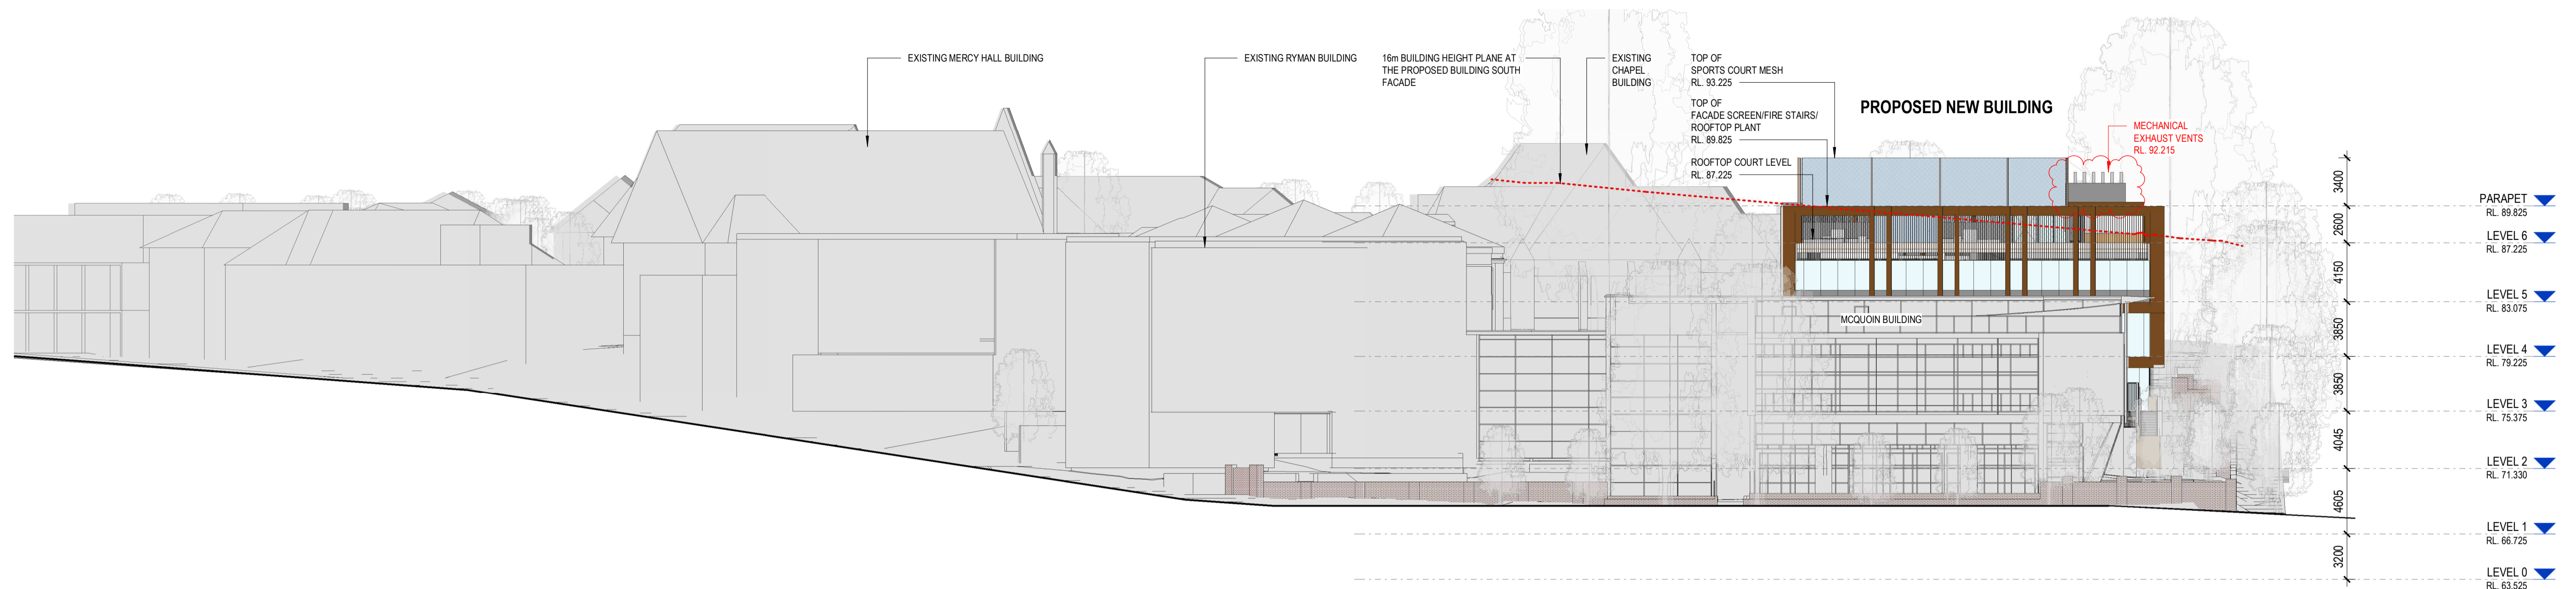 EXISTING MERCY HALL BUILDING
EXISTING RYMAN BUILDING
16m BUILDING HEIGHT PLANE AT
THE PROPOSED BUILDING SOUTH
FACADE
EXISTING
CHAPEL
BUILDING
TOP OF
SPORTS COURT MESH
RL. 93.225
TOP OF
FACADE SCREEN/FIRE STAIRS/
ROOFTOP PLANT
RL. 89.825
ROOFTOP COURT LEVEL
RL. 87.225
PROPOSED NEW BUILDING
MECHANICAL
EXHAUST VENTS
RL. 92.215
MCQUOIN BUILDING
3400
2600
4150
3850
3850
4045
4605
3200
PARAPET
RL. 89.825
LEVEL 6
RL. 87.225
LEVEL 5
RL. 83.075
LEVEL 4
RL. 79.225
LEVEL 3
RL. 75.375
LEVEL 2
RL. 71.330
LEVEL 1
RL. 66.725
LEVEL 0
RL. 63.525